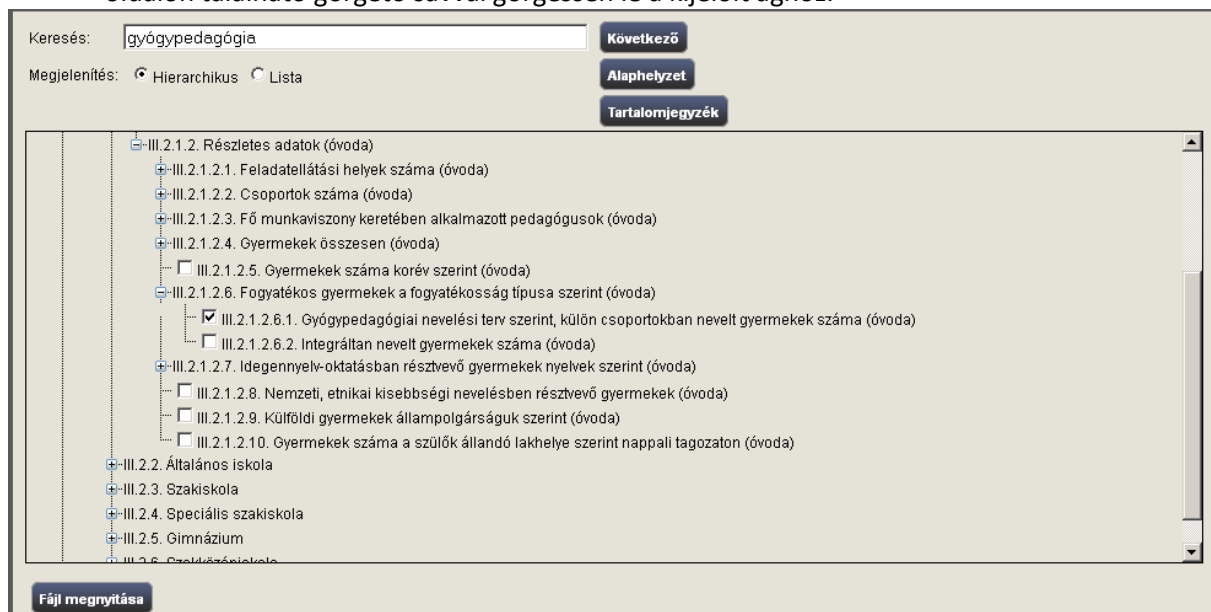 Keresés: gyógypedagógia Következő
Megjelenítés: Hierarchikus Lista Alaphelyzet
Tartalomjegyzék
III.2.1.2. Részletes adatok (óvoda)
III.2.1.2.1. Feladatellátási helyek száma (óvoda)
III.2.1.2.2. Csoportok száma (óvoda)
III.2.1.2.3. Fő munkaviszony keretében alkalmazott pedagógusok (óvoda)
III.2.1.2.4. Gyermekek összesen (óvoda)
III.2.1.2.5. Gyermekek száma korév szerint (óvoda)
III.2.1.2.6. Fogyatékos gyermekek a fogyatékosság típusa szerint (óvoda)
III.2.1.2.6.1. Gyógypedagógiai nevelési terv szerint, külön csoportokban nevelt gyermekek száma (óvoda)
III.2.1.2.6.2. Integráltan nevelt gyermekek száma (óvoda)
III.2.1.2.7. Idegennyelv-oktatásban résztvevő gyermekek nyelvek szerint (óvoda)
III.2.1.2.8. Nemzeti, etnikai kisebbségi nevelésben résztvevő gyermekek (óvoda)
III.2.1.2.9. Külföldi gyermekek állampolgárságuk szerint (óvoda)
III.2.1.2.10. Gyermekek száma a szülők állandó lakhelye szerint nappali tagozaton (óvoda)
III.2.2. Általános iskola
III.2.3. Szakiskola
III.2.4. Speciális szakiskola
III.2.5. Gimnázium
Fájl megnyitása